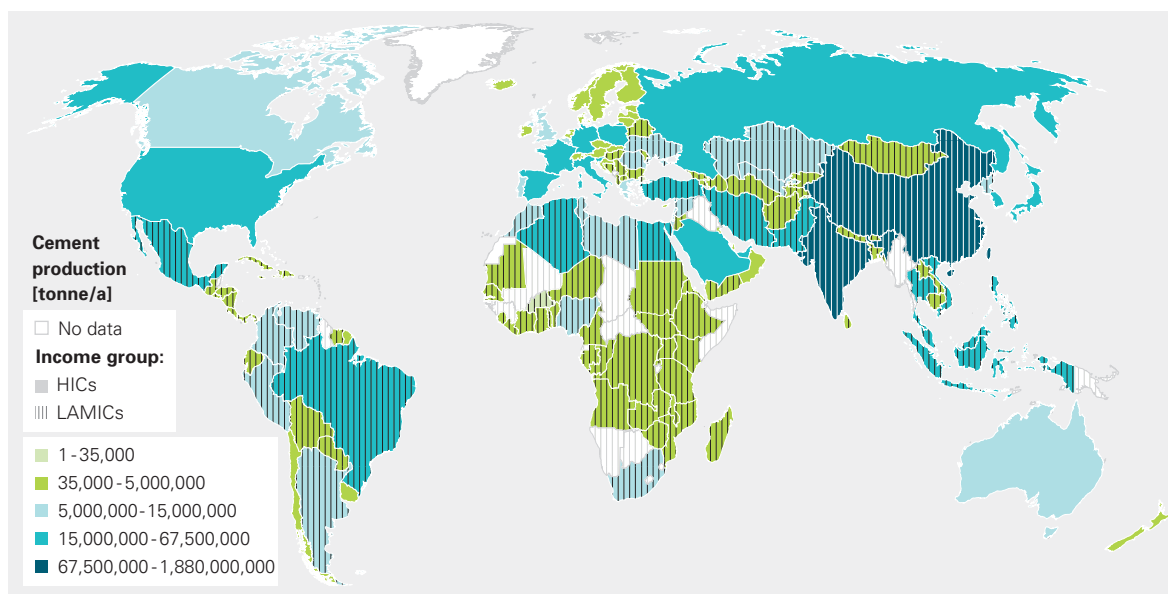 Cement
production
[tonne/a]
No data
Income group:
HICs
LAMICs
1 - 35,000
35,000 - 5,000,000
5,000,000 - 15,000,000
15,000,000 - 67,500,000
67,500,000 - 1,880,000,000